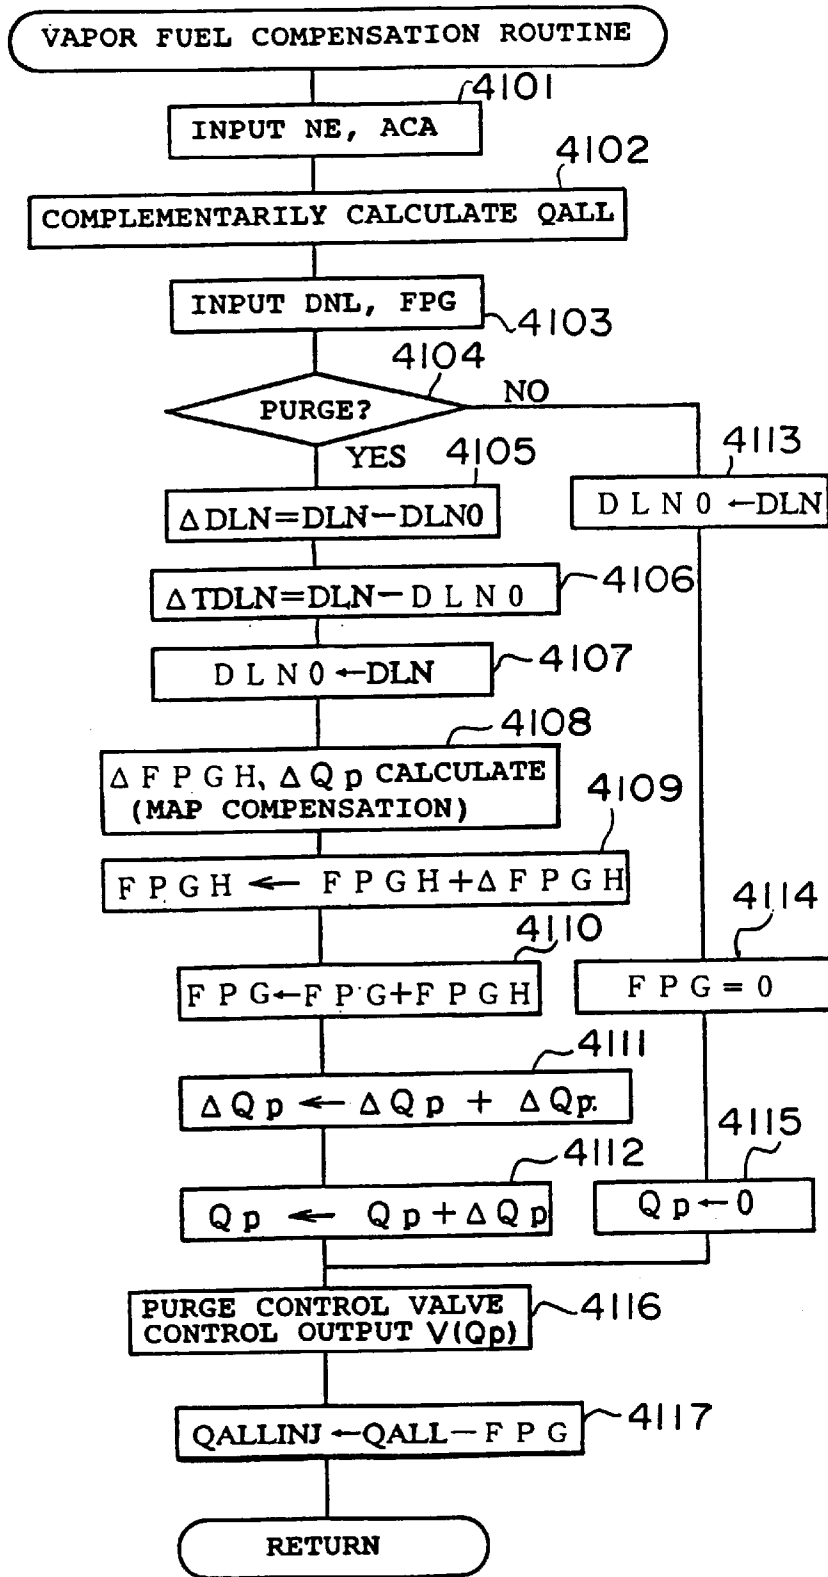 VAPOR FUEL COMPENSATION ROUTINE
4101
INPUT NE, ACA
4102
COMPLEMENTARILY CALCULATE QALL
INPUT DNL, FPG
4103
4104
PURGE?
NO
YES
4105
ΔDLN=DLN-DLN0
4113
DLN0←DLN
ΔTDLN=DLN-DLN0
4106
DLN0←DLN
4107
4108
ΔFPGH, ΔQp CALCULATE
(MAP COMPENSATION)
4109
FPGH ← FPGH+ΔFPGH
4110
FPG←FPG+FPGH
4114
FPG=0
4111
ΔQp ← ΔQp + ΔQp
4112
Qp ← Qp+ΔQp
4115
Qp←0
PURGE CONTROL VALVE
CONTROL OUTPUT V(Qp)
4116
QALLINJ←QALL-FPG
4117
RETURN